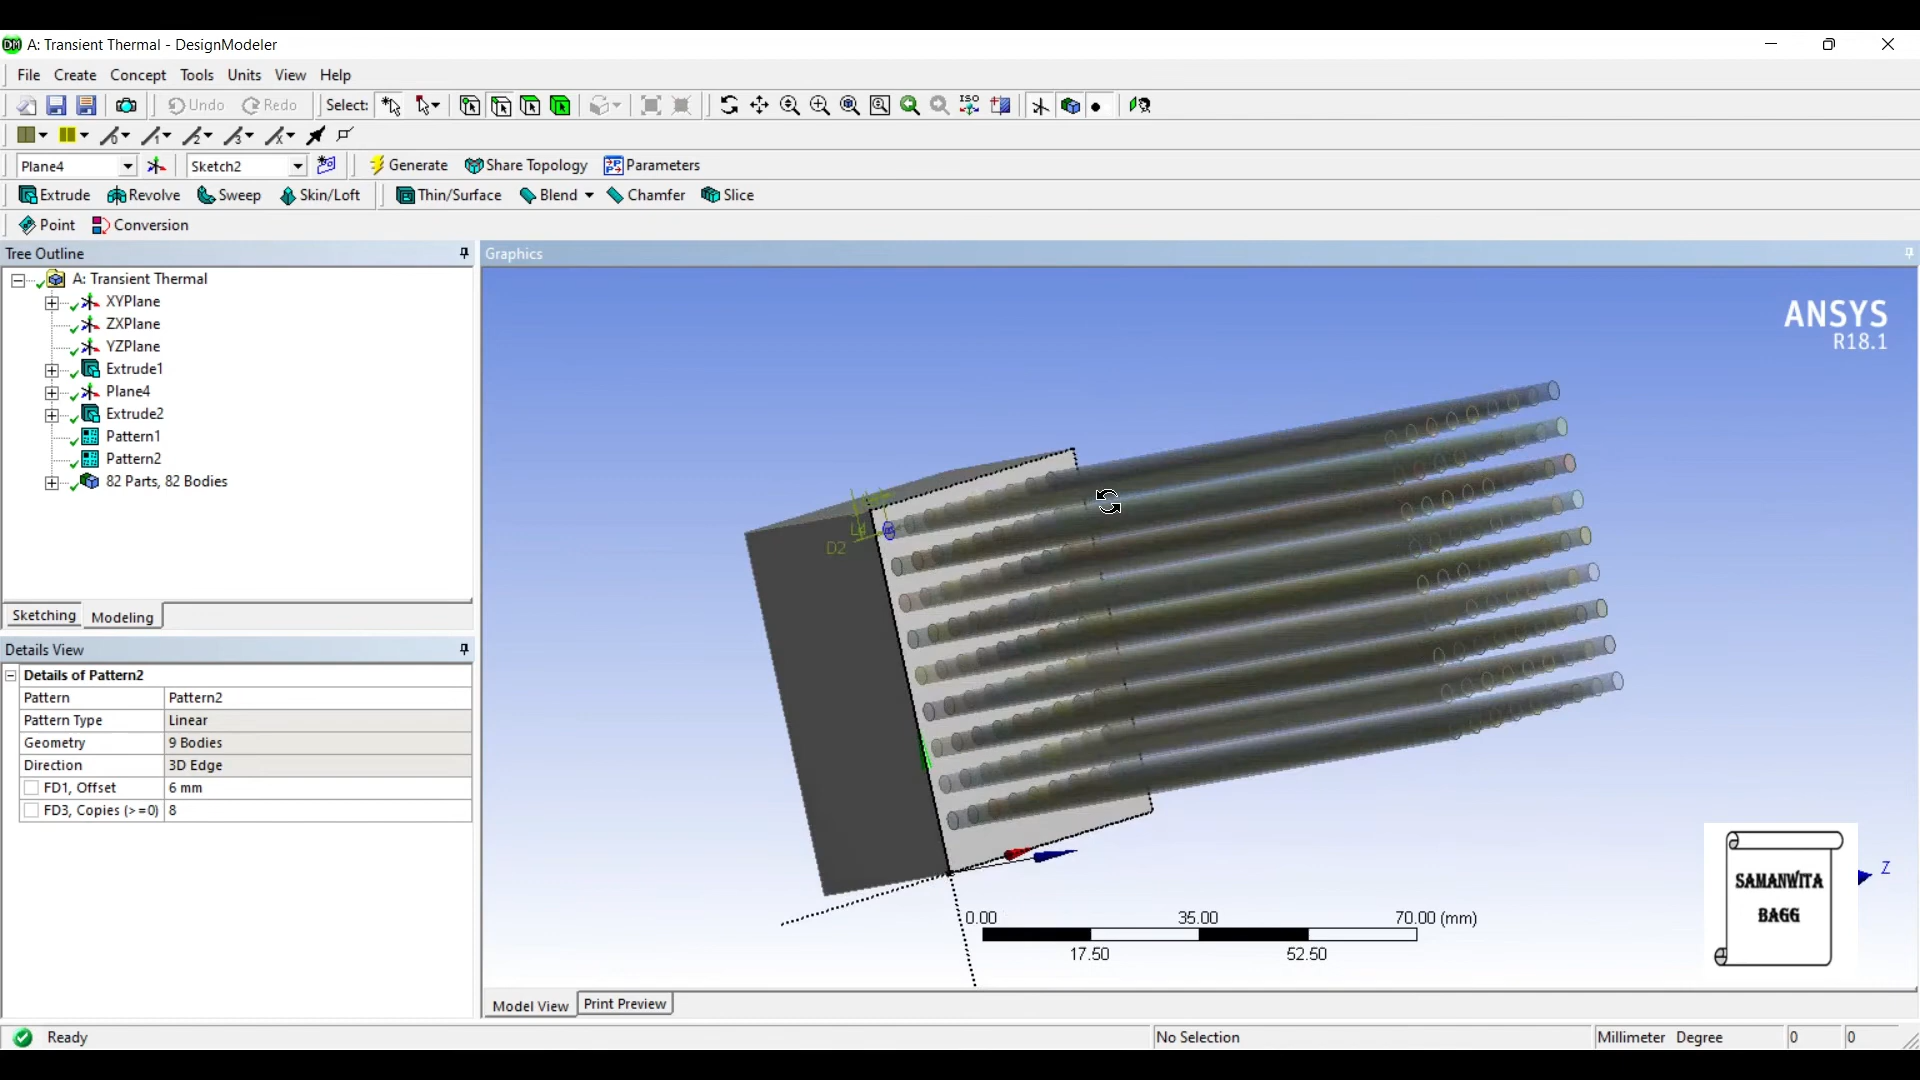 A: Transient Thermal - DesignModeler
File Create Concept Tools Units View Help
Undo Redo Select: ISO
Plane4 Sketch2 Generate Share Topology Parameters
Extrude Revolve Sweep Skin/Loft Thin/Surface Blend Chamfer Slice
Point Conversion
Tree Outline
A: Transient Thermal
XYPlane
ZXPlane
YZPlane
Extrude1
Plane4
Extrude2
Pattern1
Pattern2
82 Parts, 82 Bodies
Sketching Modeling
Details View
Details of Pattern2
Pattern Pattern2
Pattern Type Linear
Geometry 9 Bodies
Direction 3D Edge
FD1, Offset 6 mm
FD3, Copies (>=0) 8
Graphics
ANSYS
R18.1
D2
SAMANWITA
BAGG
Z
0.00 35.00 70.00 (mm)
17.50 52.50
Model View Print Preview
Ready No Selection Millimeter Degree 0 0